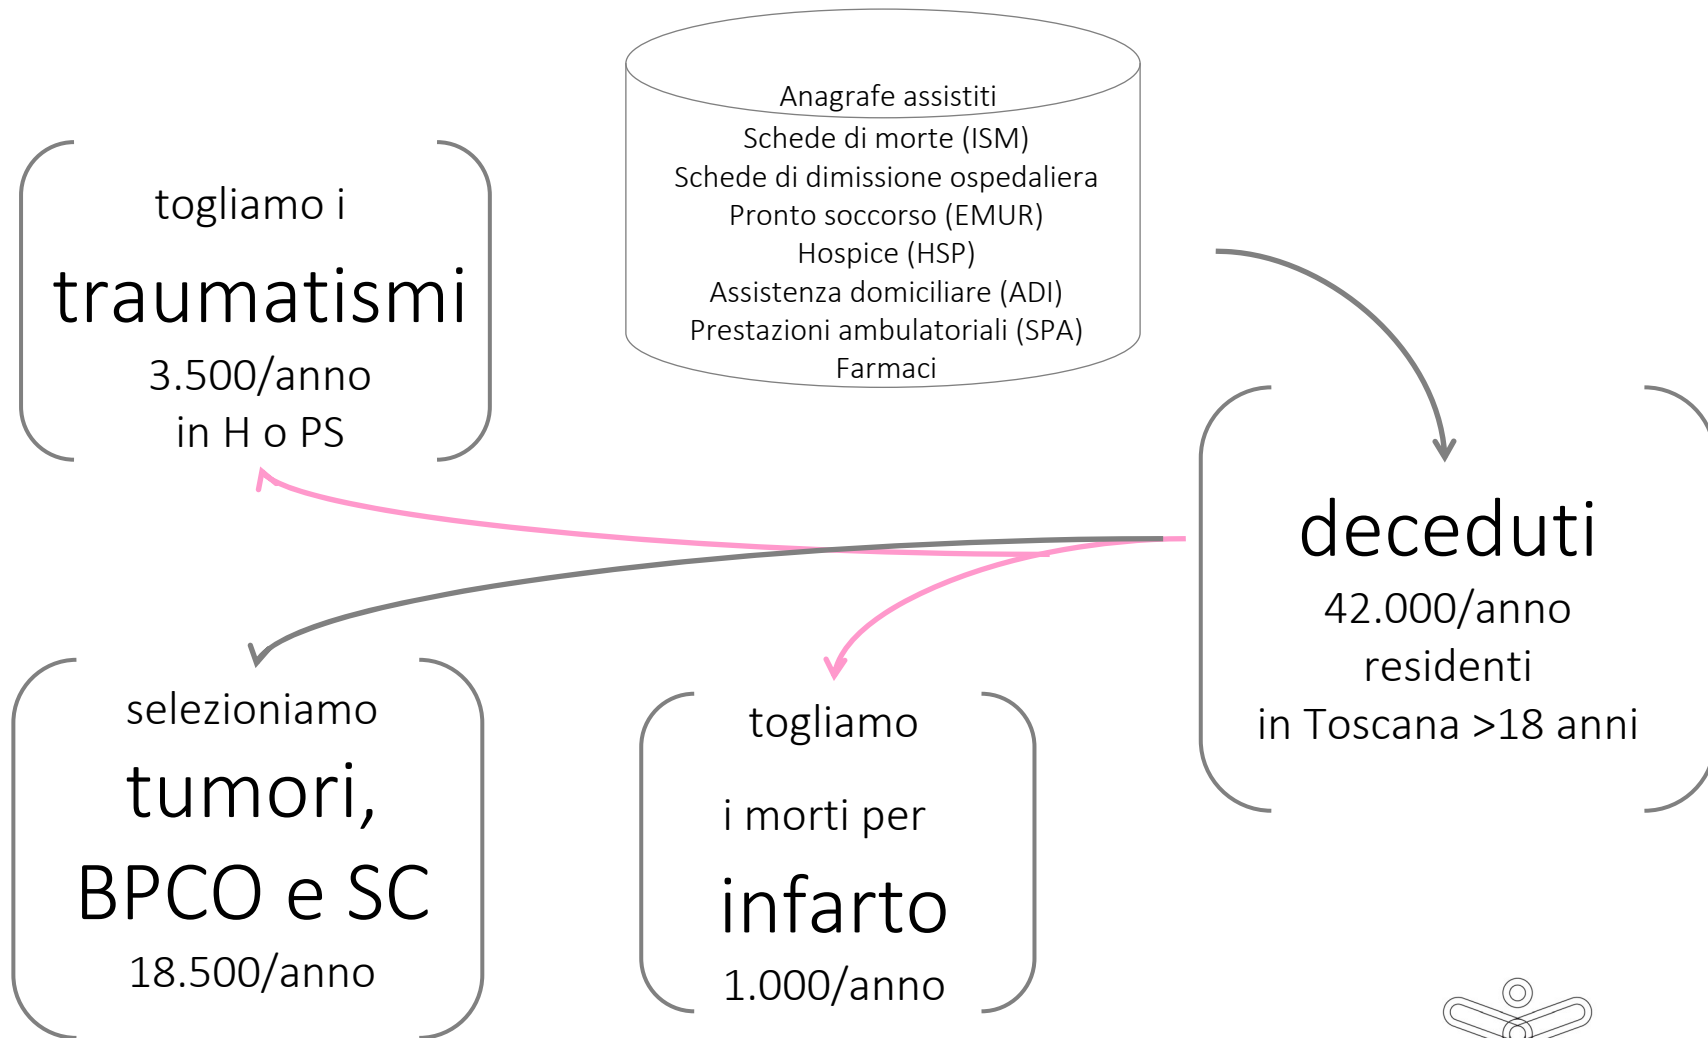 Anagrafe assistiti
Schede di morte (ISM)
Schede di dimissione ospedaliera
Pronto soccorso (EMUR)
Hospice (HSP)
Assistenza domiciliare (ADI)
Prestazioni ambulatoriali (SPA)
Farmaci
togliamo i
traumatismi
3.500/anno
in H o PS
deceduti
42.000/anno
residenti
in Toscana >18 anni
selezioniamo
tumori,
BPCO e SC
18.500/anno
togliamo
i morti per
infarto
1.000/anno